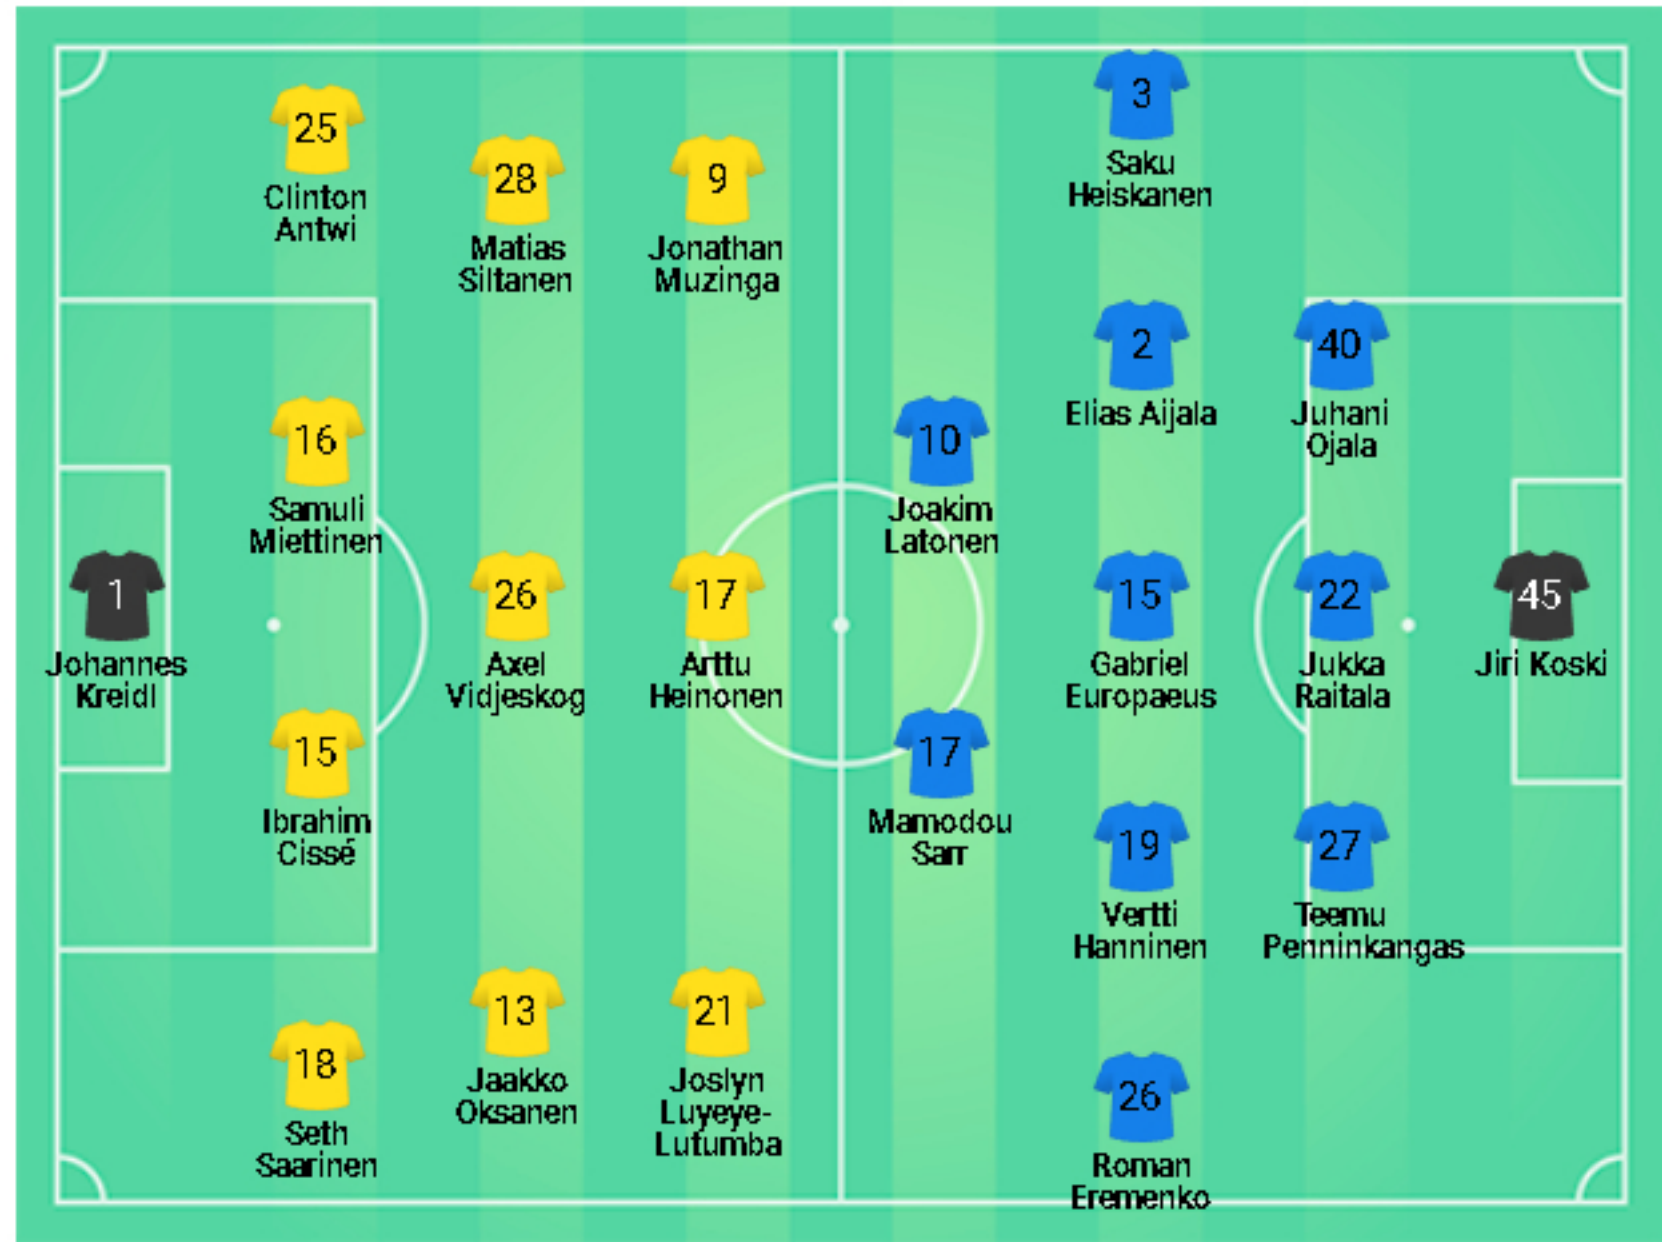 25
Clinton
Antwi
28
Matias
Siltanen
9
Jonathan
Muzinga
3
Saku
Heiskanen
16
Samuli
Miettinen
10
Joakim
Latonen
2
Elias Aijala
40
Juhani
Ojala
1
Johannes
Kreidl
26
Axel
Vidjeskog
17
Arttu
Heinonen
15
Gabriel
Europaeus
22
Jukka
Raitala
45
Jiri Koski
15
Ibrahim
Cissé
17
Mamodou
Sarr
19
Vertti
Hanninen
27
Teemu
Penninkangas
18
Seth
Saarinen
13
Jaakko
Oksanen
21
Joslyn
Luyeye-
Lutumba
26
Roman
Eremenko